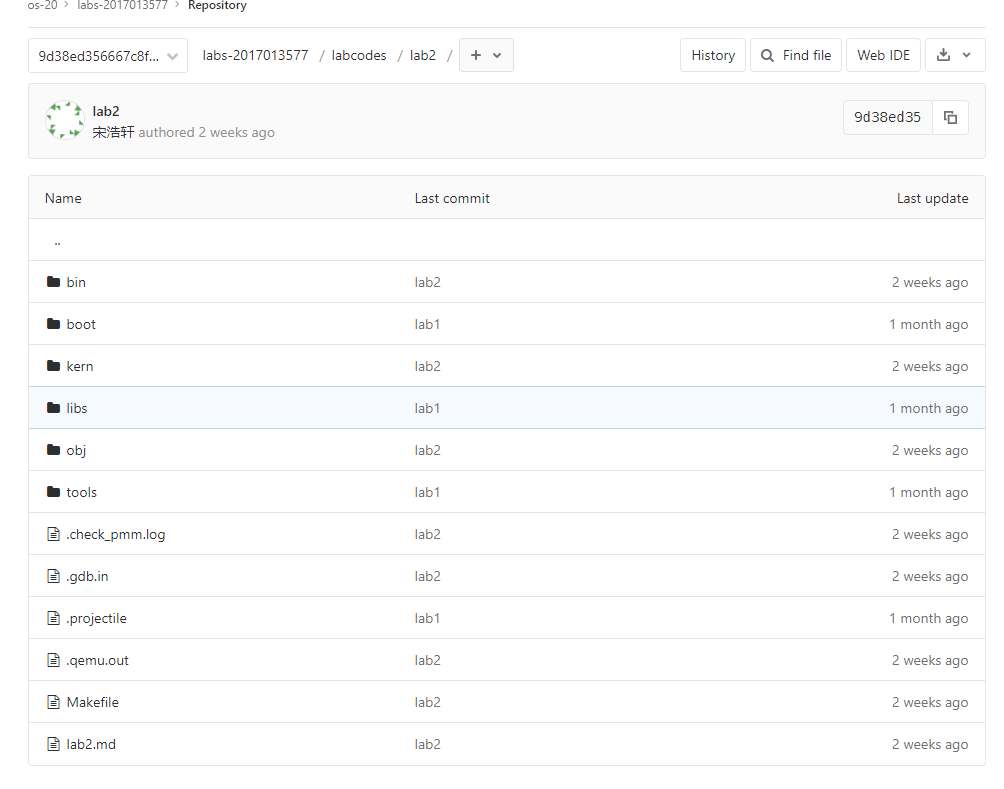 os-20 > labs-2017013577 > Repository
9d38ed356667c8f... labs-2017013577 / labcodes / lab2 / + History Find file Web IDE
lab2
宋浩轩 authored 2 weeks ago 9d38ed35
Name Last commit Last update
..
bin lab2 2 weeks ago
boot lab1 1 month ago
kern lab2 2 weeks ago
libs lab1 1 month ago
obj lab2 2 weeks ago
tools lab1 1 month ago
.check_pmm.log lab2 2 weeks ago
.gdb.in lab2 2 weeks ago
.projectile lab1 1 month ago
.qemu.out lab2 2 weeks ago
Makefile lab2 2 weeks ago
lab2.md lab2 2 weeks ago